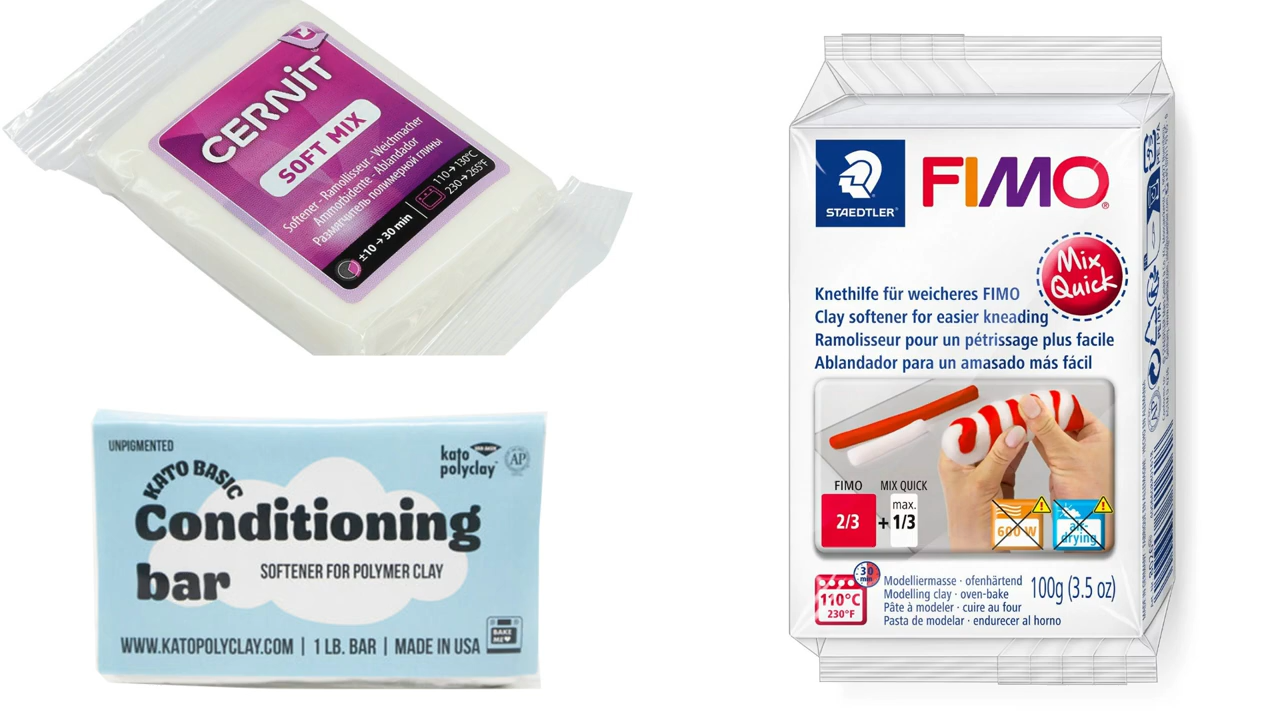 CERNiT
SOFT MIX
Softener - Ramollisseur - Weichmacher
Ammorbidente - Ablandador
Размягчитель полимерной глины
±10 → 30 min
110 → 130°C
230 → 265°F
UNPIGMENTED
KATO BASIC
Conditioning
bar
kato
polyclay™
AP
SOFTENER FOR POLYMER CLAY
WWW.KATOPOLYCLAY.COM | 1 LB. BAR | MADE IN USA
BAKE
ME
STAEDTLER®
FIMO®
Mix
Quick
Knethilfe für weicheres FIMO
Clay softener for easier kneading
Ramolisseur pour un pétrissage plus facile
Ablandador para un amasado más fácil
FIMO MIX QUICK
2/3 + max. 1/3
600 W
air-
drying
30
min
110°C
230°F
Modelliermasse · ofenhärtend
Modelling clay · oven-bake
Pâte à modeler · cuire au four
Pasta de modelar · endurecer al horno
100g (3.5 oz)
PE/PA